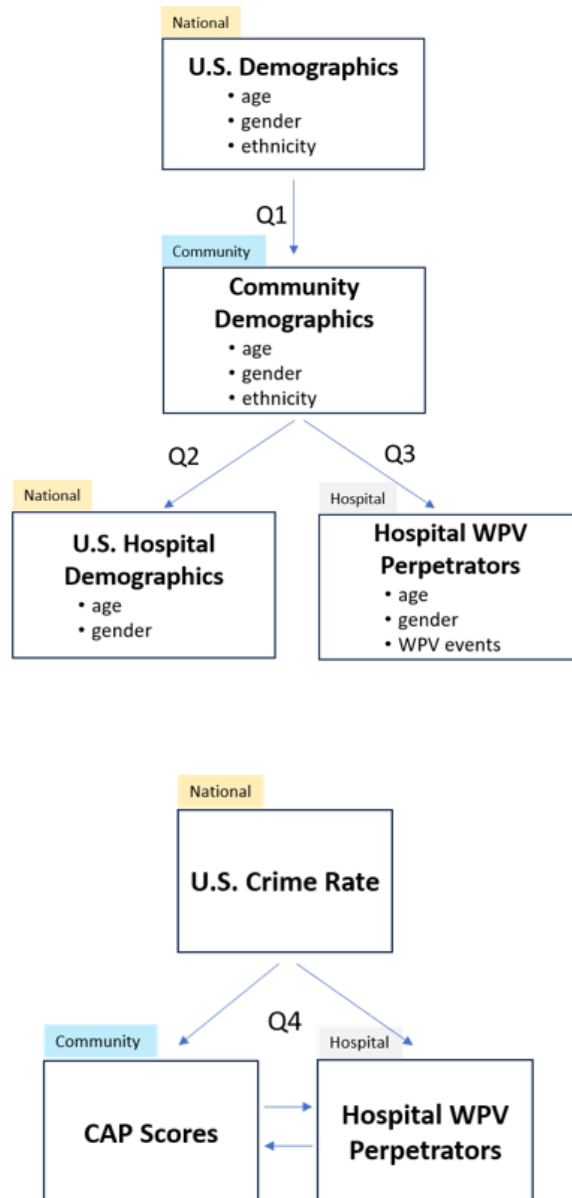 National
U.S. Demographics
• age
• gender
• ethnicity
Q1
Community
Community
Demographics
• age
• gender
• ethnicity
Q2
Q3
National
U.S. Hospital
Demographics
• age
• gender
Hospital
Hospital WPV
Perpetrators
• age
• gender
• WPV events
National
U.S. Crime Rate
Q4
Community
CAP Scores
Hospital
Hospital WPV
Perpetrators